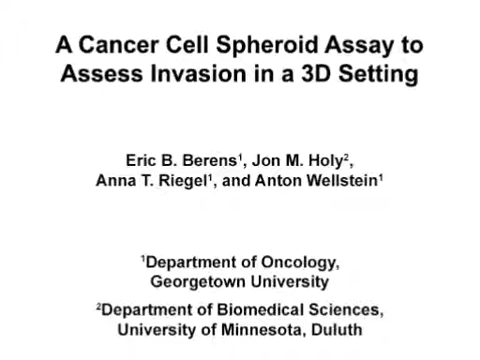 A Cancer Cell Spheroid Assay to
Assess Invasion in a 3D Setting
Eric B. Berens¹, Jon M. Holy²,
Anna T. Riegel¹, and Anton Wellstein¹
¹Department of Oncology,
Georgetown University
²Department of Biomedical Sciences,
University of Minnesota, Duluth